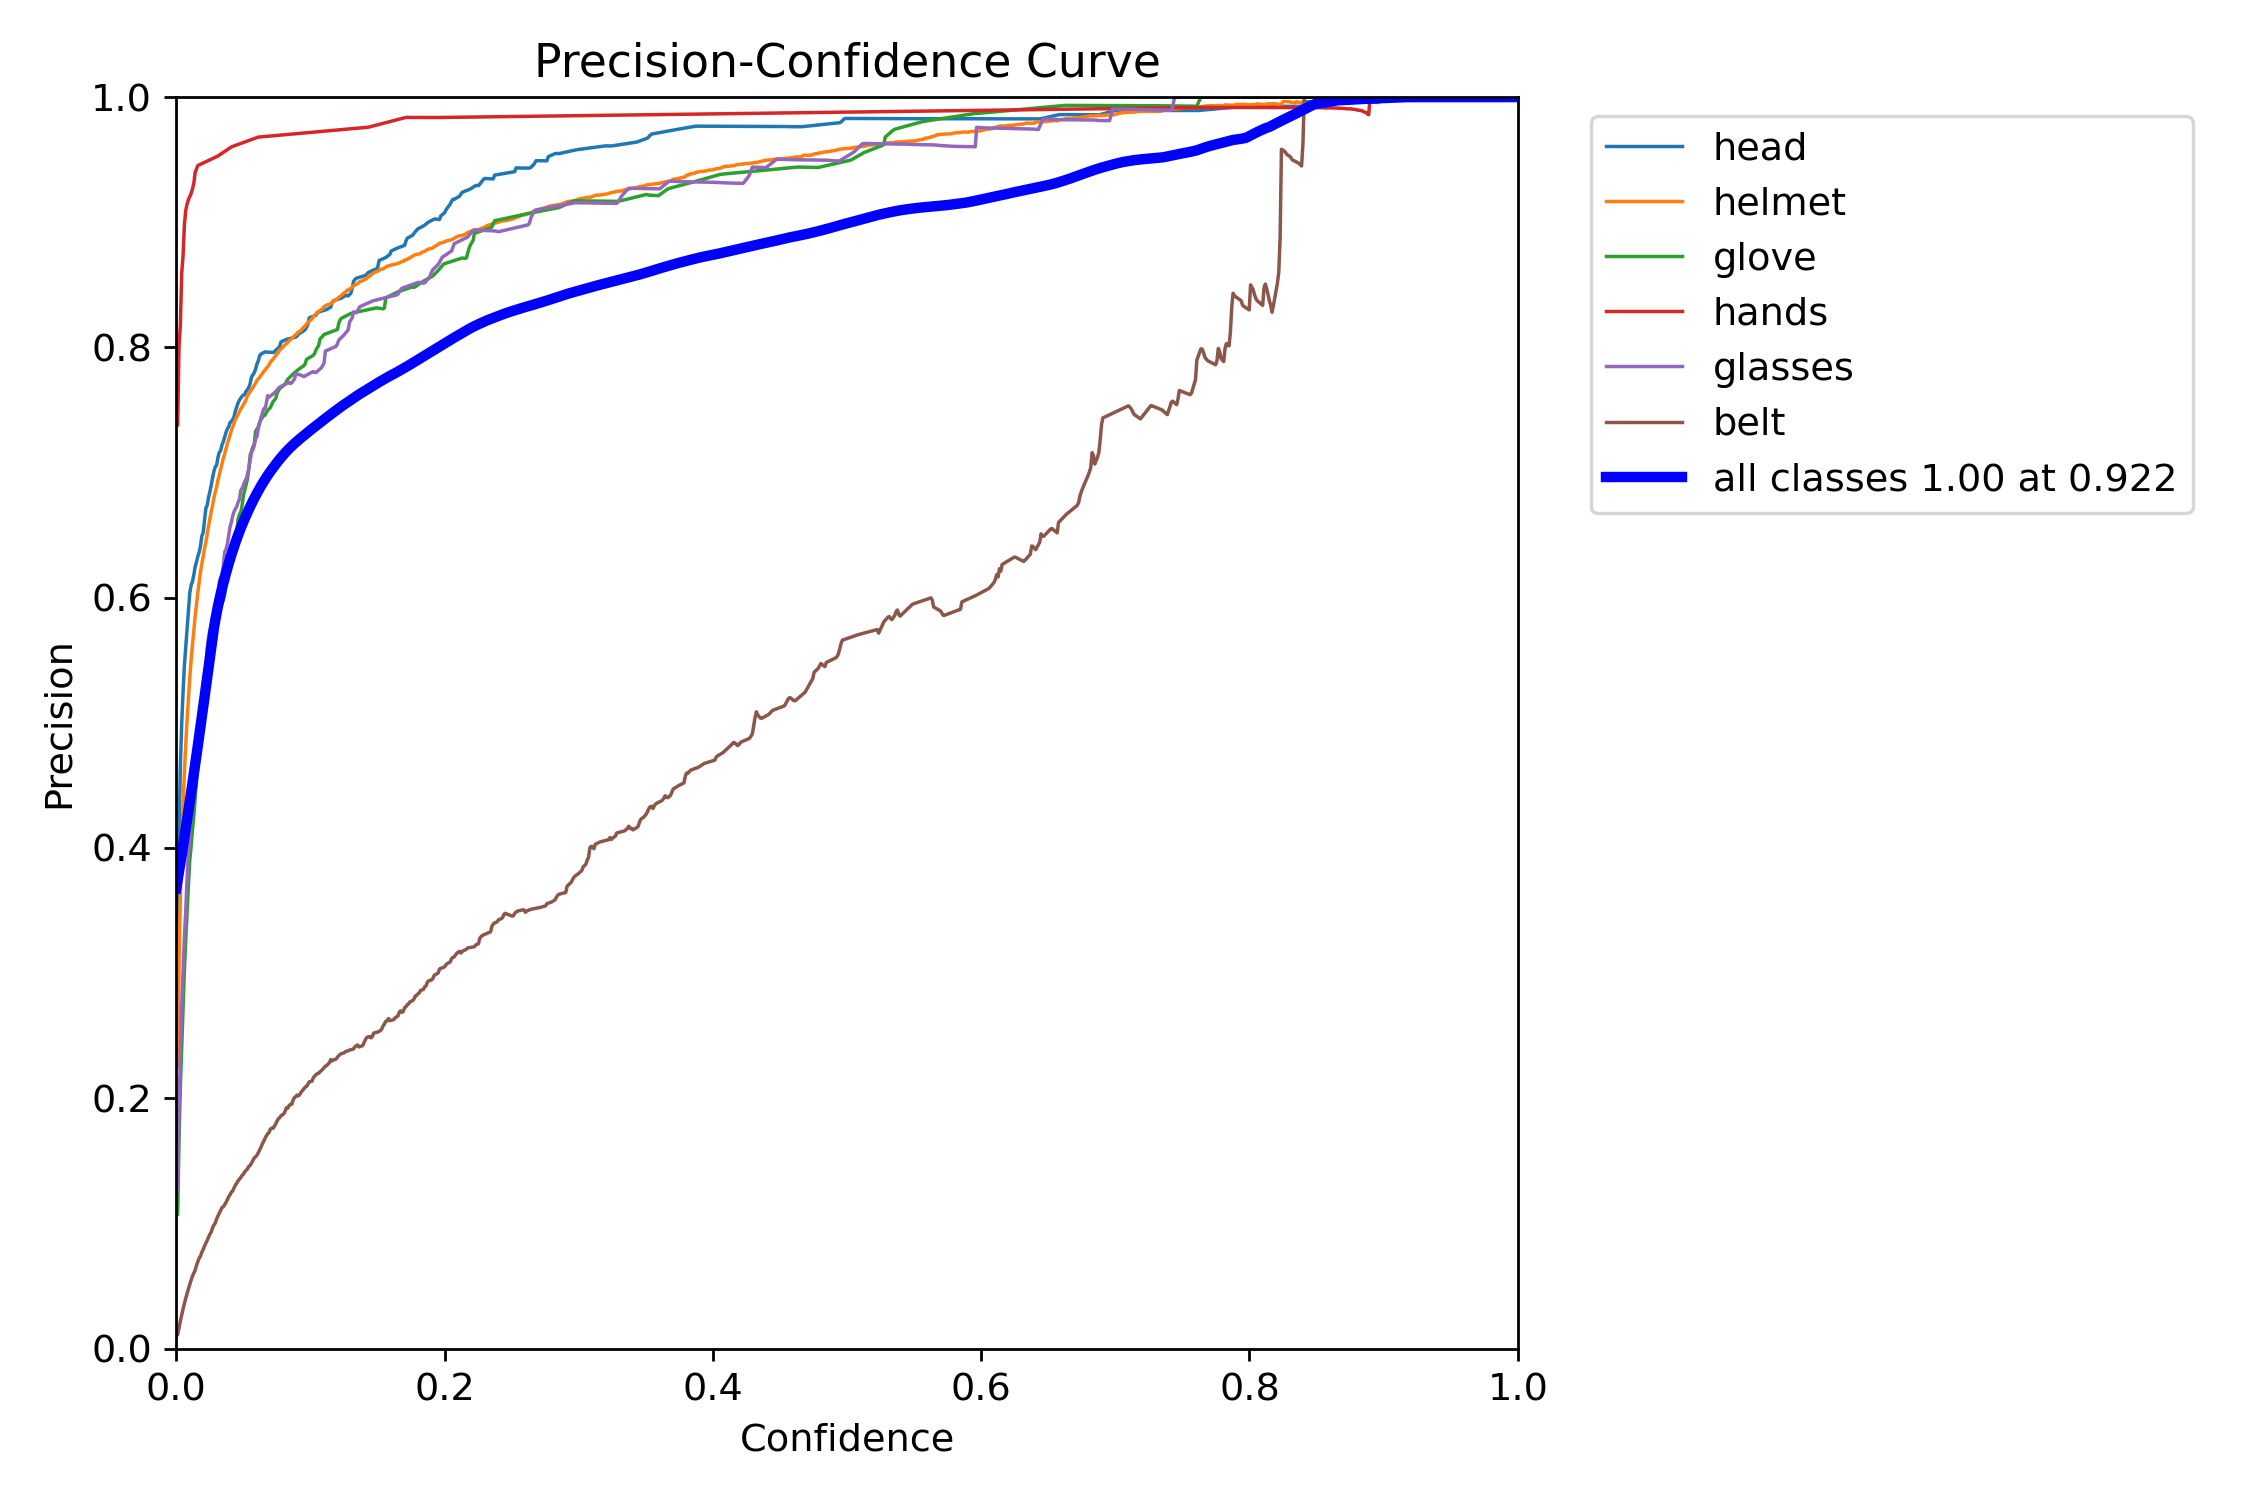 Precision-Confidence Curve
1.0
0.8
0.6
0.4
0.2
0.0
Precision
0.0 0.2 0.4 0.6 0.8 1.0
Confidence
head
helmet
glove
hands
glasses
belt
all classes 1.00 at 0.922